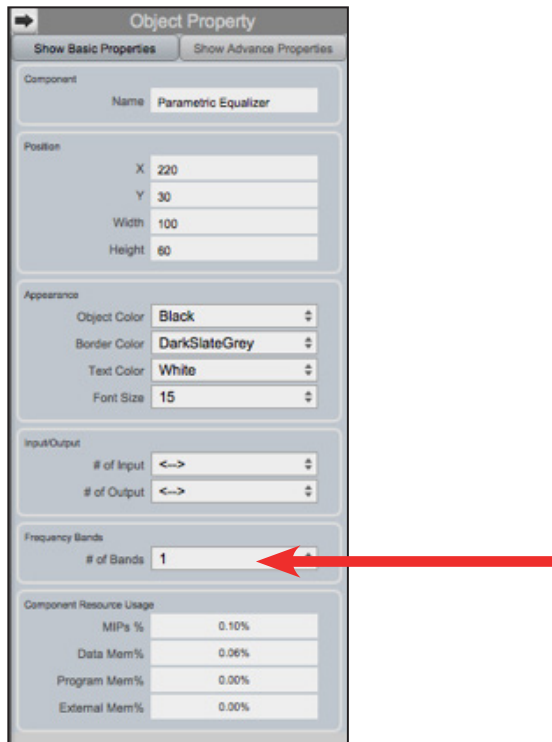 Object Property
Show Basic Properties Show Advance Properties
Component
Name Parametric Equalizer
Position
X 220
Y 30
Width 100
Height 60
Appearance
Object Color Black
Border Color DarkSlateGrey
Text Color White
Font Size 15
Input/Output
# of Input <-->
# of Output <-->
Frequency Bands
# of Bands 1
Component Resource Usage
MIPs % 0.10%
Data Mem% 0.06%
Program Mem% 0.00%
External Mem% 0.00%